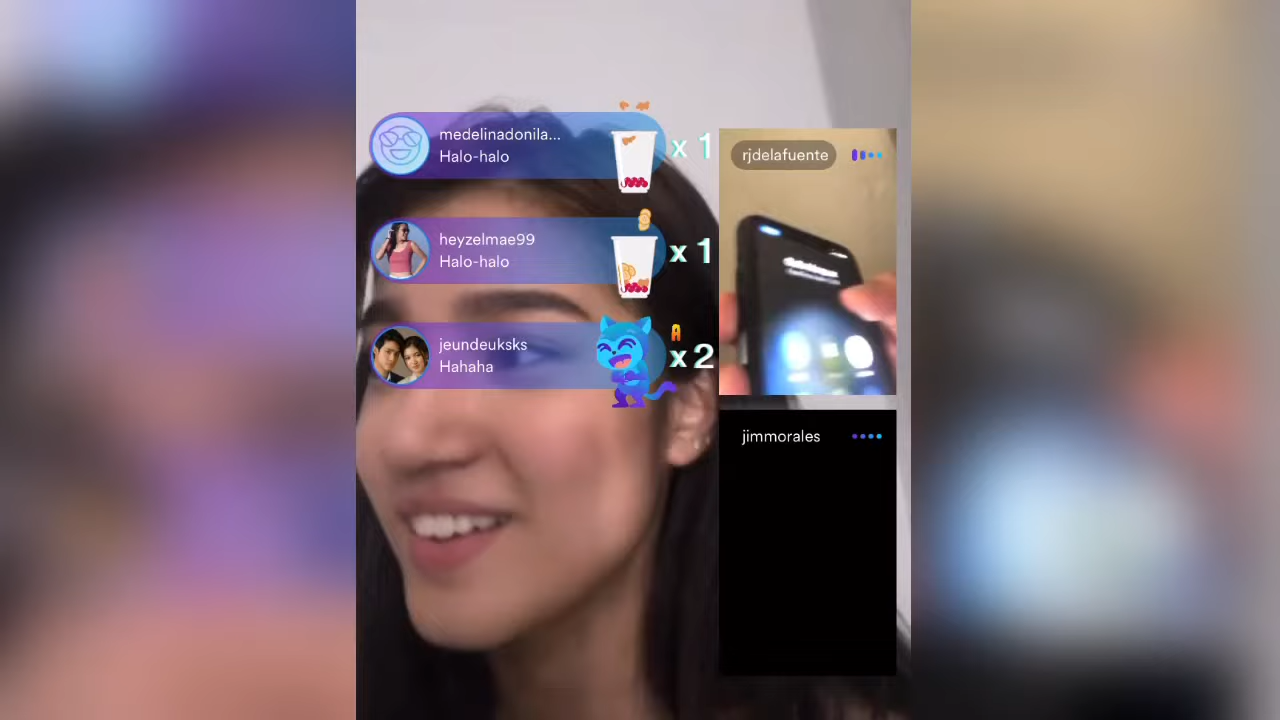 medelinadonila...
Halo-halo
x 1
heyzelmae99
Halo-halo
x 1
jeundeuksks
Hahaha
A
x 2
rjdelafuente
jimmorales